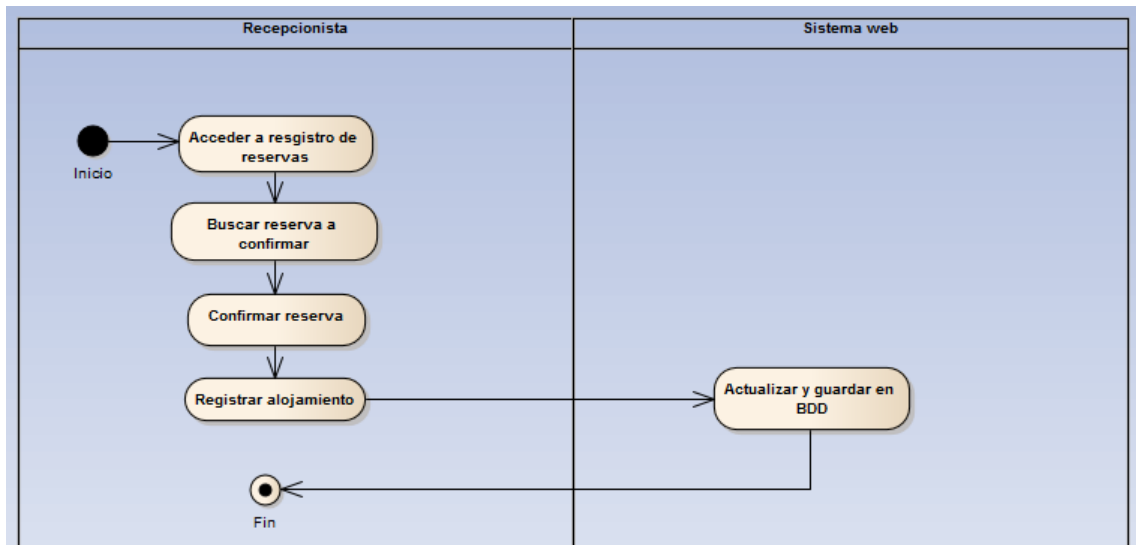 Recepcionista
Sistema web
Inicio
Acceder a resgistro de
reservas
Buscar reserva a
confirmar
Confirmar reserva
Registrar alojamiento
Actualizar y guardar en
BDD
Fin